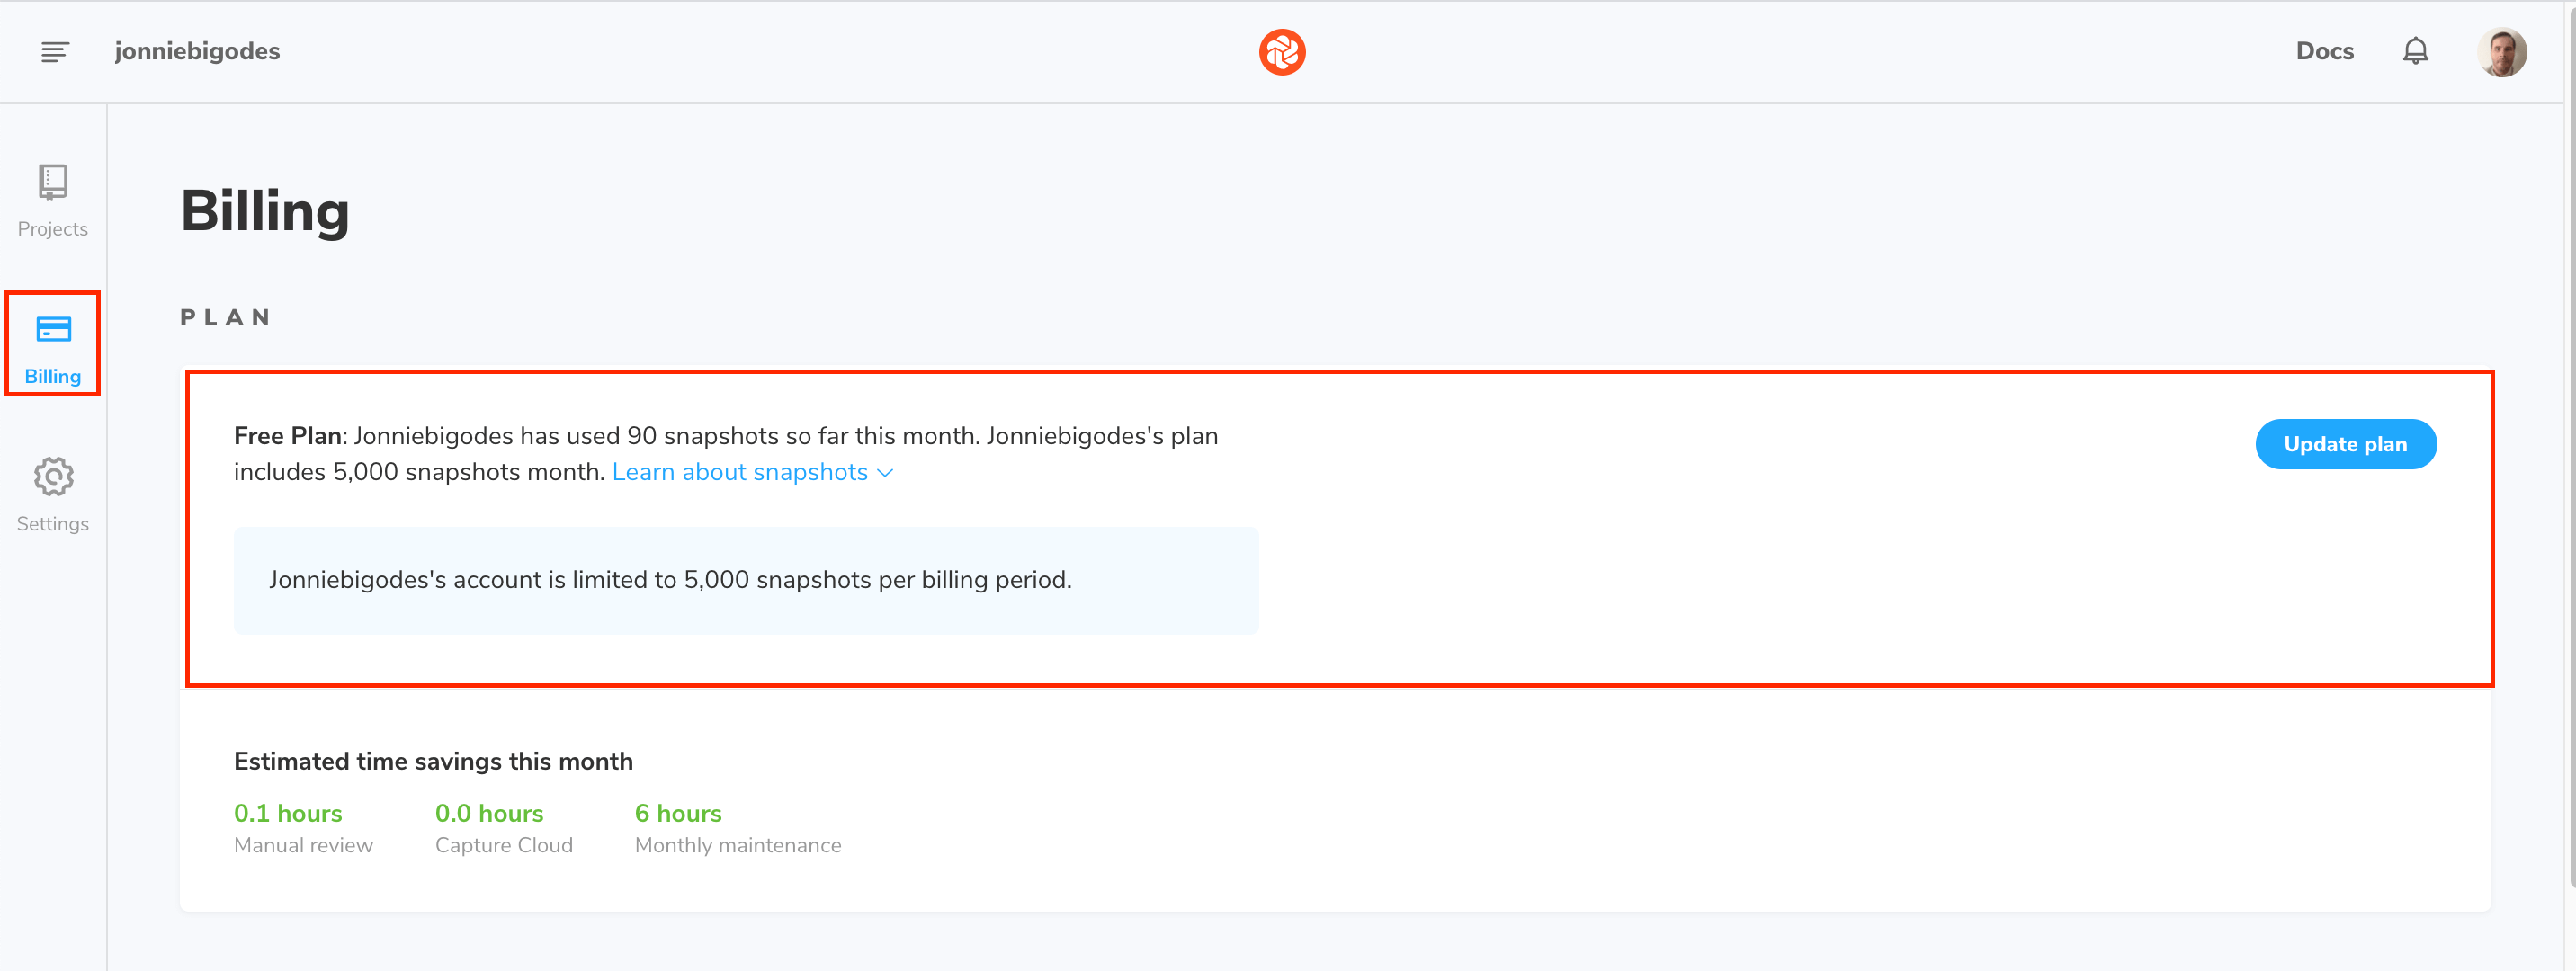 jonniebigodes
Docs
Projects
Billing
Settings
Billing
PLAN
Free Plan: Jonniebigodes has used 90 snapshots so far this month. Jonniebigodes's plan
includes 5,000 snapshots month. Learn about snapshots
Update plan
Jonniebigodes's account is limited to 5,000 snapshots per billing period.
Estimated time savings this month
0.1 hours
Manual review
0.0 hours
Capture Cloud
6 hours
Monthly maintenance